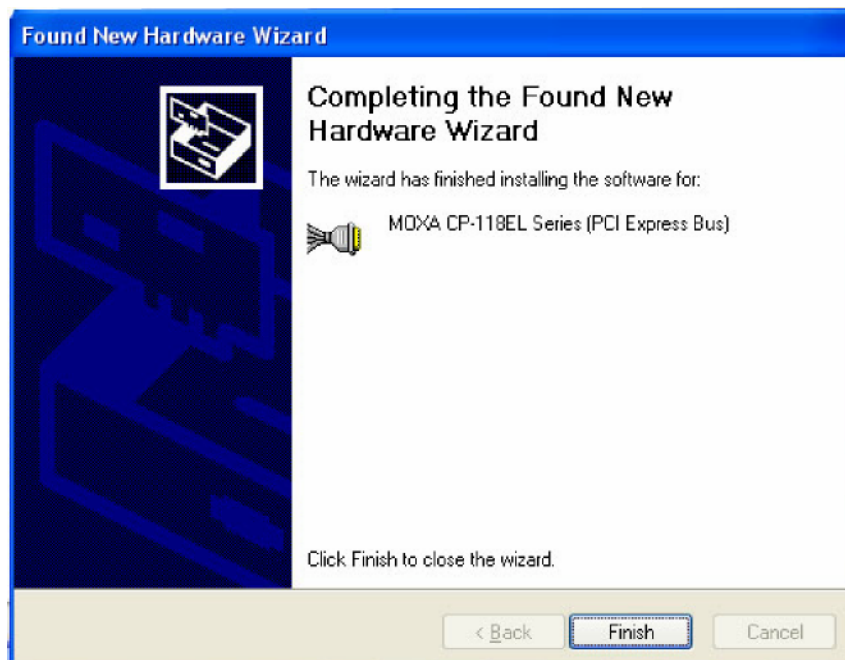 Found New Hardware Wizard
Completing the Found New
Hardware Wizard
The wizard has finished installing the software for:
MOXA CP-118EL Series (PCI Express Bus)
Click Finish to close the wizard.
< Back Finish Cancel